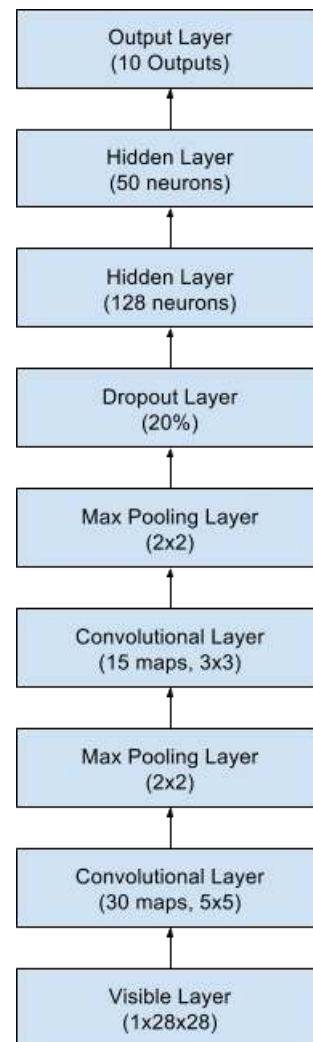 Output Layer
(10 Outputs)
Hidden Layer
(50 neurons)
Hidden Layer
(128 neurons)
Dropout Layer
(20%)
Max Pooling Layer
(2x2)
Convolutional Layer
(15 maps, 3x3)
Max Pooling Layer
(2x2)
Convolutional Layer
(30 maps, 5x5)
Visible Layer
(1x28x28)